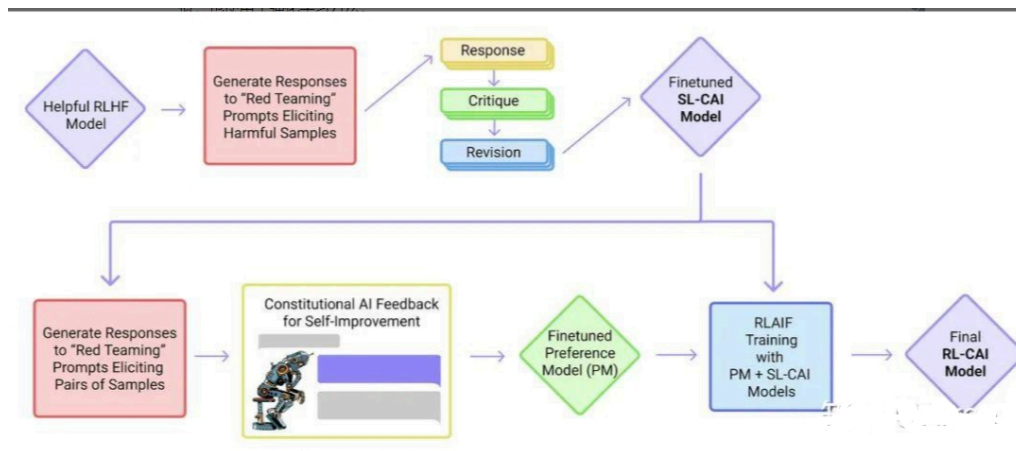 Response
Helpful RLHF
Model
Generate Responses
to “Red Teaming”
Prompts Eliciting
Harmful Samples
Critique
Revision
Finetuned
SL-CAI
Model
Generate Responses
to “Red Teaming”
Prompts Eliciting
Pairs of Samples
Constitutional AI Feedback
for Self-Improvement
Finetuned
Preference
Model (PM)
RLAIF
Training
with
PM + SL-CAI
Models
Final
RL-CAI
Model